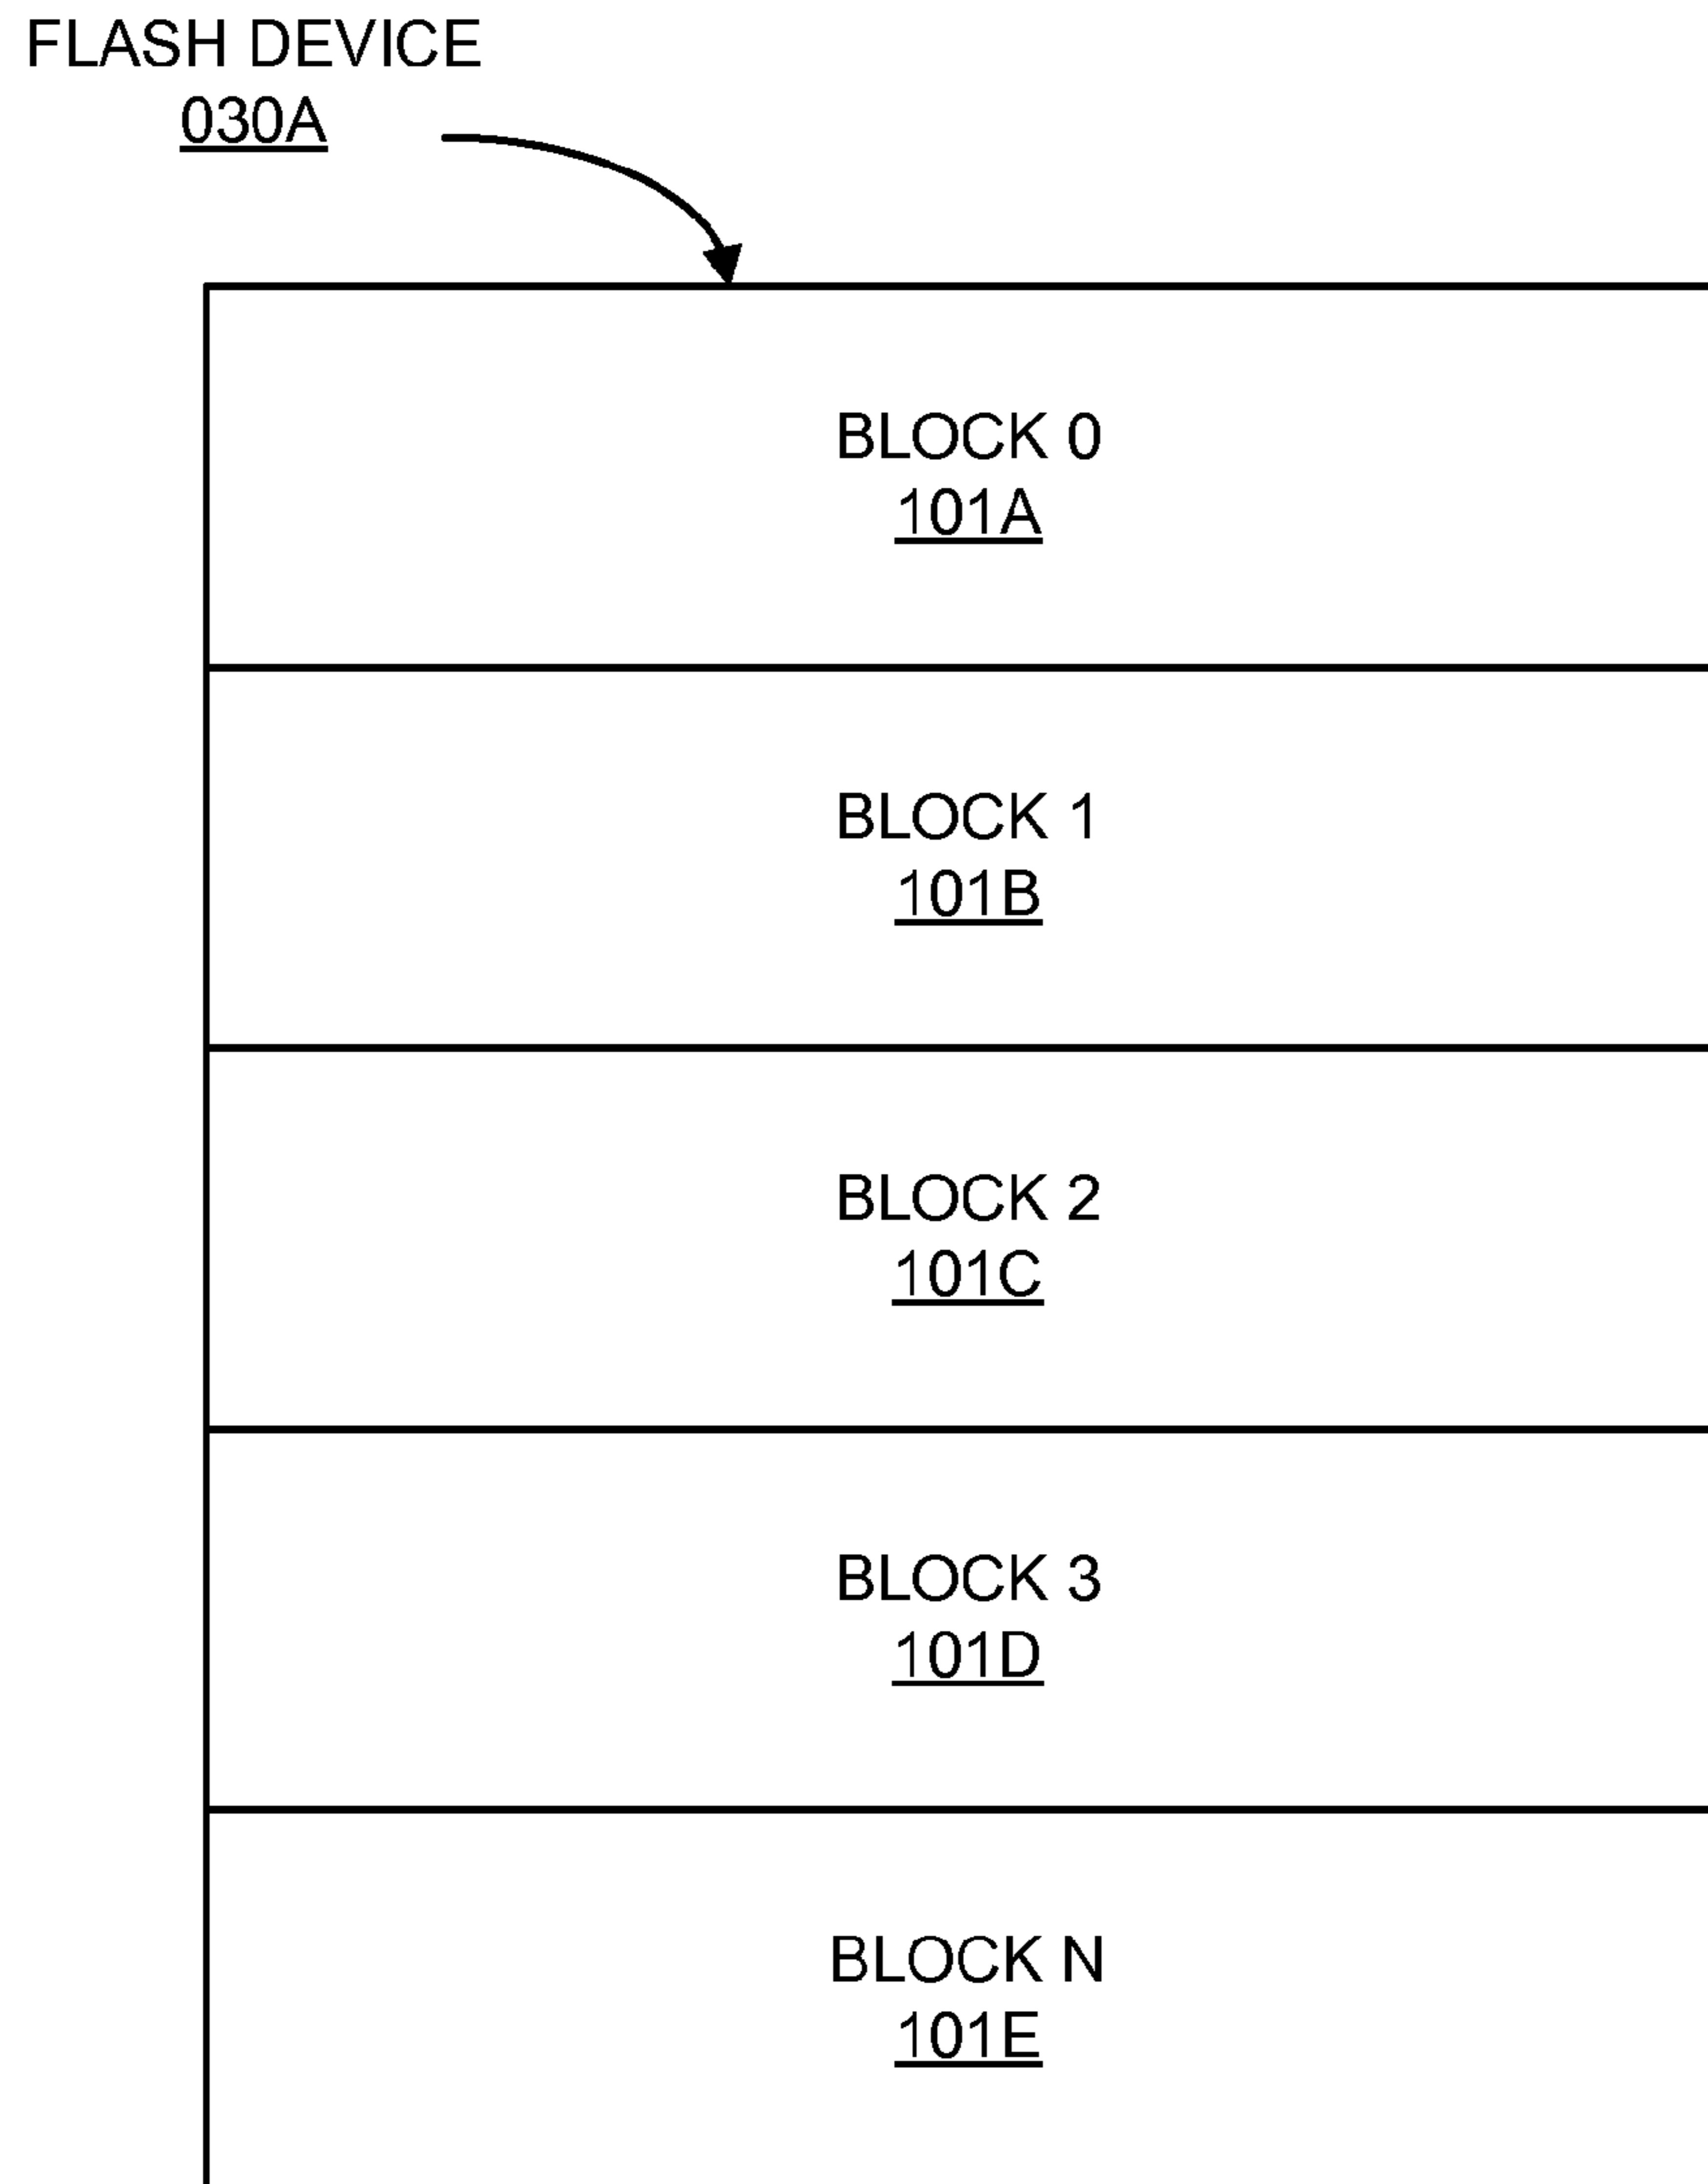 FLASH DEVICE
030A
BLOCK 0
101A
BLOCK 1
101B
BLOCK 2
101C
BLOCK 3
101D
BLOCK N
101E